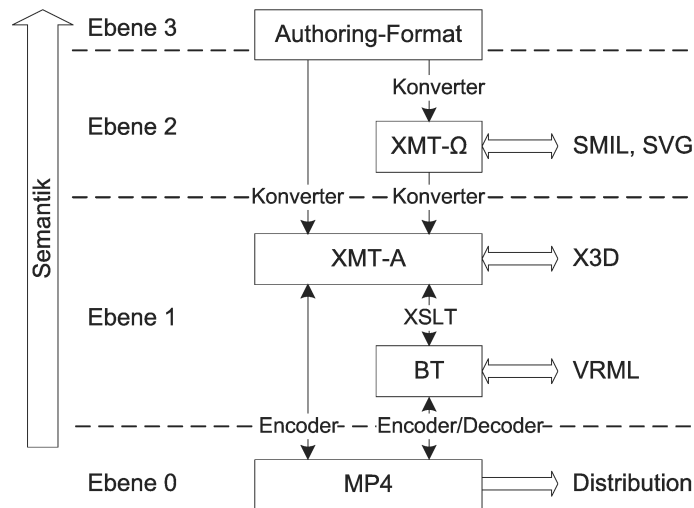 Ebene 3
Authoring-Format
Konverter
Ebene 2
XMT-Ω
SMIL, SVG
Konverter
Konverter
Semantik
XMT-A
X3D
Ebene 1
XSLT
BT
VRML
Encoder
Encoder/Decoder
Ebene 0
MP4
Distribution